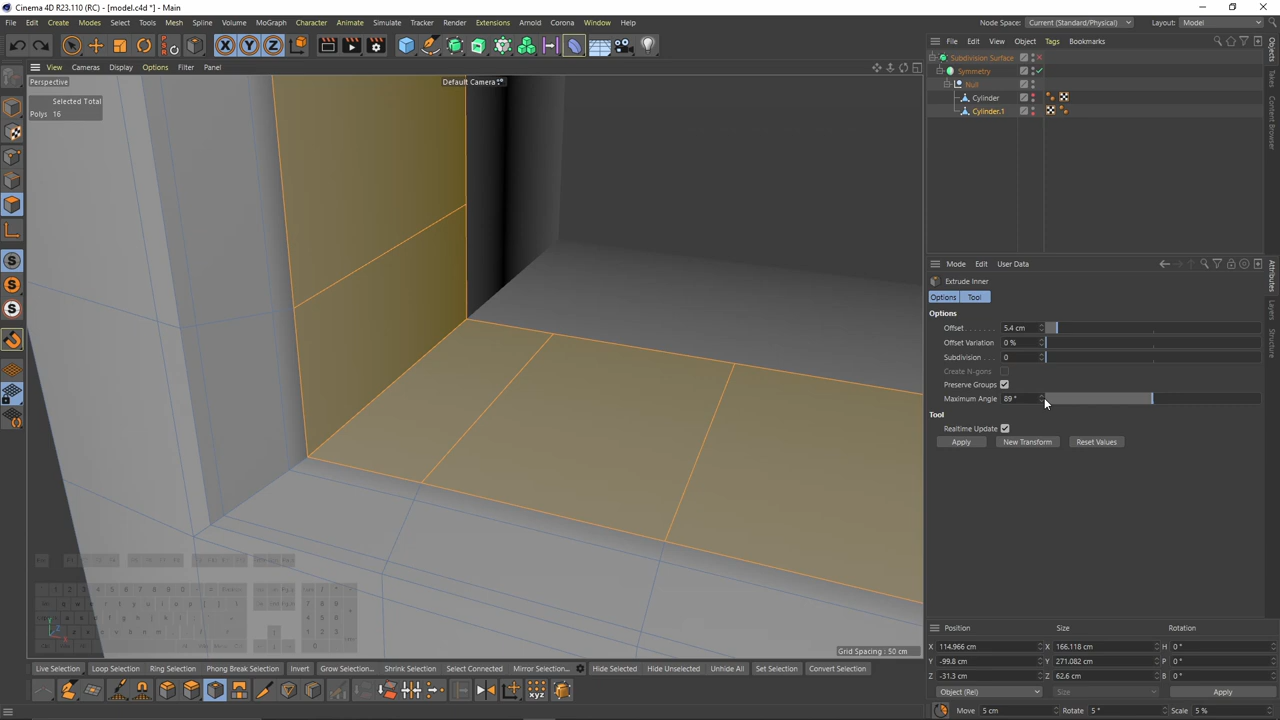 Cinema 4D R23.110 (RC) - [model.c4d *] - Main
File Edit Create Modes Select Tools Mesh Spline Volume MoGraph Character Animate Simulate Tracker Render Extensions Arnold Corona Window Help
Node Space: Current (Standard/Physical) Layout: Model
X Y Z
View Cameras Display Options Filter Panel
File Edit View Object Tags Bookmarks
Perspective
Default Camera
Selected Total
Polys 16
Subdivision Surface
Symmetry
Null
Cylinder
Cylinder.1
Objects
Takes
Content Browser
Mode Edit User Data
Extrude Inner
Options Tool
Options
Offset . . . . . . . 5.4 cm
Offset Variation 0 %
Subdivision . . . 0
Create N-gons
Preserve Groups
Maximum Angle 89 °
Tool
Realtime Update
Apply New Transform Reset Values
Attributes
Layers
Structure
Grid Spacing : 50 cm
Position Size Rotation
X 114.966 cm X 166.118 cm H 0 °
Y -99.8 cm Y 271.082 cm P 0 °
Z -31.3 cm Z 62.6 cm B 0 °
Object (Rel) Size Apply
Live Selection Loop Selection Ring Selection Phong Break Selection Invert Grow Selection... Shrink Selection Select Connected Mirror Selection... Hide Selected Hide Unselected Unhide All Set Selection Convert Selection
Move 5 cm Rotate 5 ° Scale 5 %